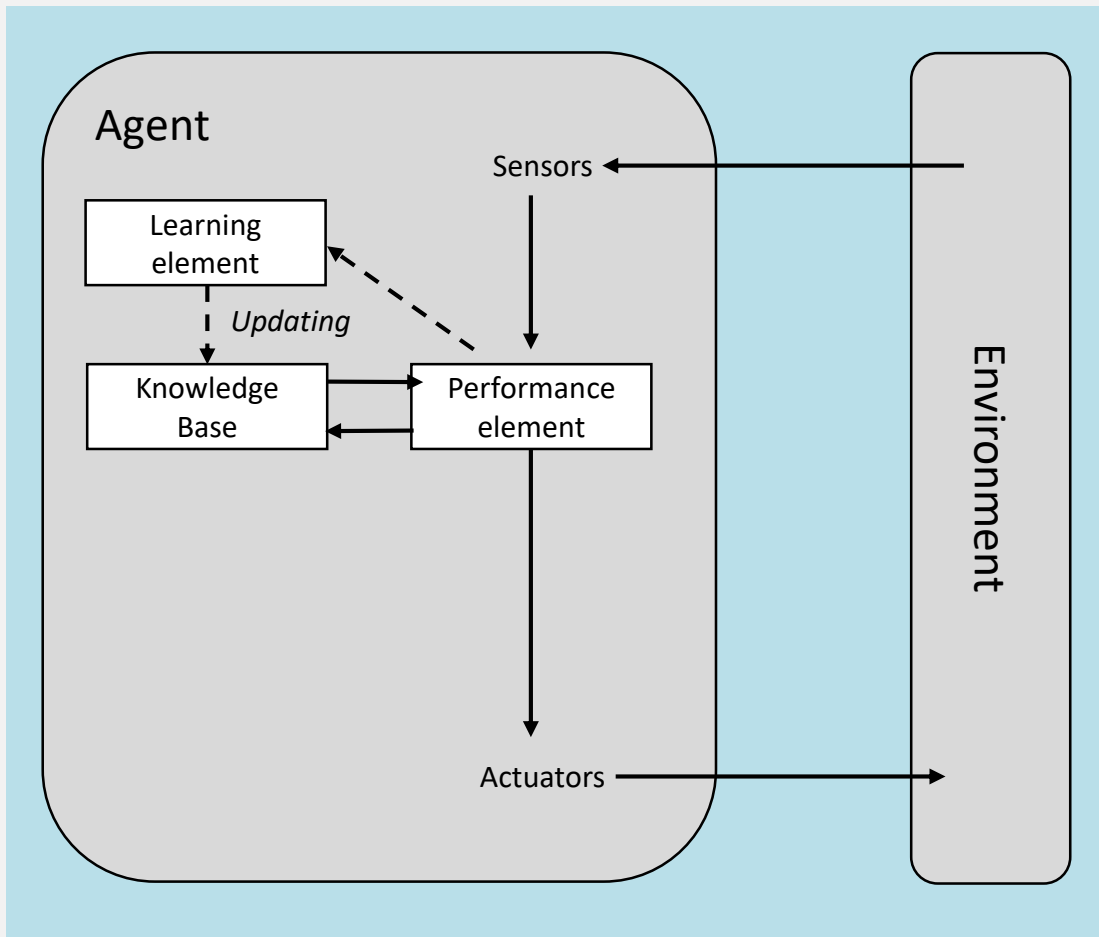 Agent
Sensors
Learning
element
Updating
Knowledge
Base
Performance
element
Environment
Actuators